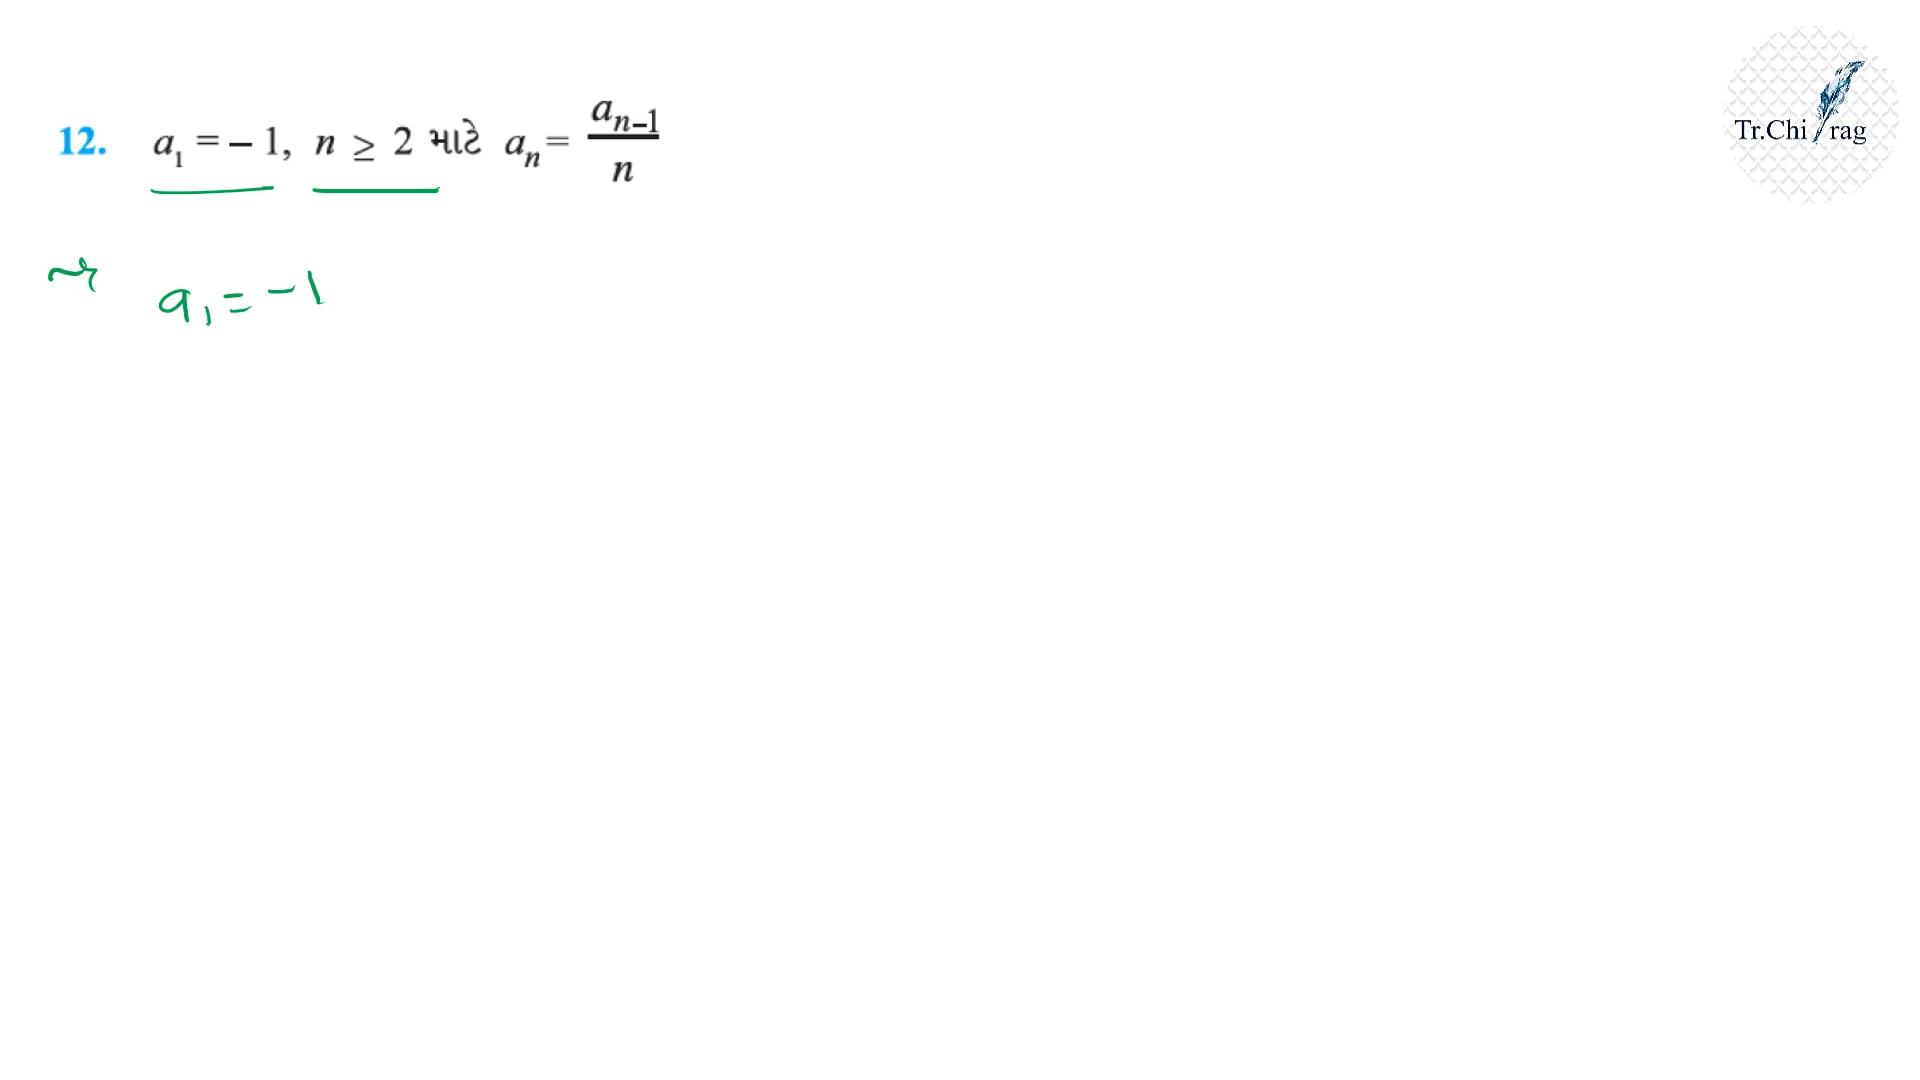 12. a₁ = – 1, n ≥ 2 માટે aₙ = aₙ₋₁ / n
a₁ = -1
Tr.Chirag